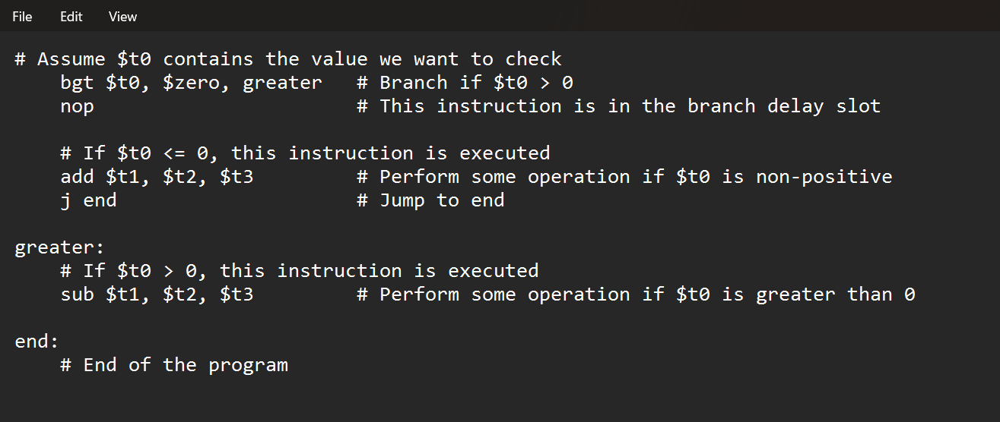 File Edit View
# Assume $t0 contains the value we want to check
    bgt $t0, $zero, greater   # Branch if $t0 > 0
    nop                       # This instruction is in the branch delay slot

    # If $t0 <= 0, this instruction is executed
    add $t1, $t2, $t3         # Perform some operation if $t0 is non-positive
    j end                     # Jump to end

greater:
    # If $t0 > 0, this instruction is executed
    sub $t1, $t2, $t3         # Perform some operation if $t0 is greater than 0

end:
    # End of the program